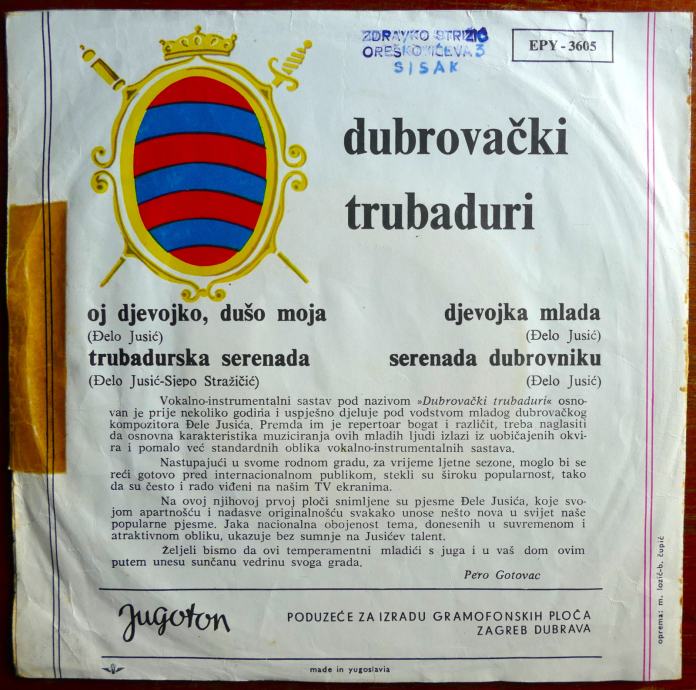 ZDRAVKO STRIZIĆ
OREŠKOVIĆEVA 3
SISAK
EPY - 3605
dubrovački
trubaduri
oj djevojko, dušo moja
(Đelo Jusić)
trubadurska serenada
(Đelo Jusić-Sjepo Stražičić)
djevojka mlada
(Đelo Jusić)
serenada dubrovniku
(Đelo Jusić)
Vokalno-instrumentalni sastav pod nazivom »Dubrovački trubaduri« osno-
van je prije nekoliko godina i uspješno djeluje pod vodstvom mladog dubrovačkog
kompozitora Đele Jusića. Premda im je repertoar bogat i različit, treba naglasiti
da osnovna karakteristika muziciranja ovih mladih ljudi izlazi iz uobičajenih okvi-
ra i pomalo već standardnih oblika vokalno-instrumentalnih sastava.
Nastupajući u svome rodnom gradu, za vrijeme ljetne sezone, moglo bi se
reći gotovo pred internacionalnom publikom, stekli su široku popularnost, tako
da su često i rado viđeni na našim TV ekranima.
Na ovoj njihovoj prvoj ploči snimljene su pjesme Đele Jusića, koje svo-
jom apartnošću i nadasve originalnošću svakako unose nešto nova u svijet naše
popularne pjesme. Jaka nacionalna obojenost tema, donesenih u suvremenom i
atraktivnom obliku, ukazuje bez sumnje na Jusićev talent.
Željeli bismo da ovi temperamentni mladići s juga i u vaš dom ovim
putem unesu sunčanu vedrinu svoga grada.
Pero Gotovac
Jugoton
PODUZEĆE ZA IZRADU GRAMOFONSKIH PLOČA
ZAGREB DUBRAVA
made in yugoslavia
oprema: m. lozić-b. čupić